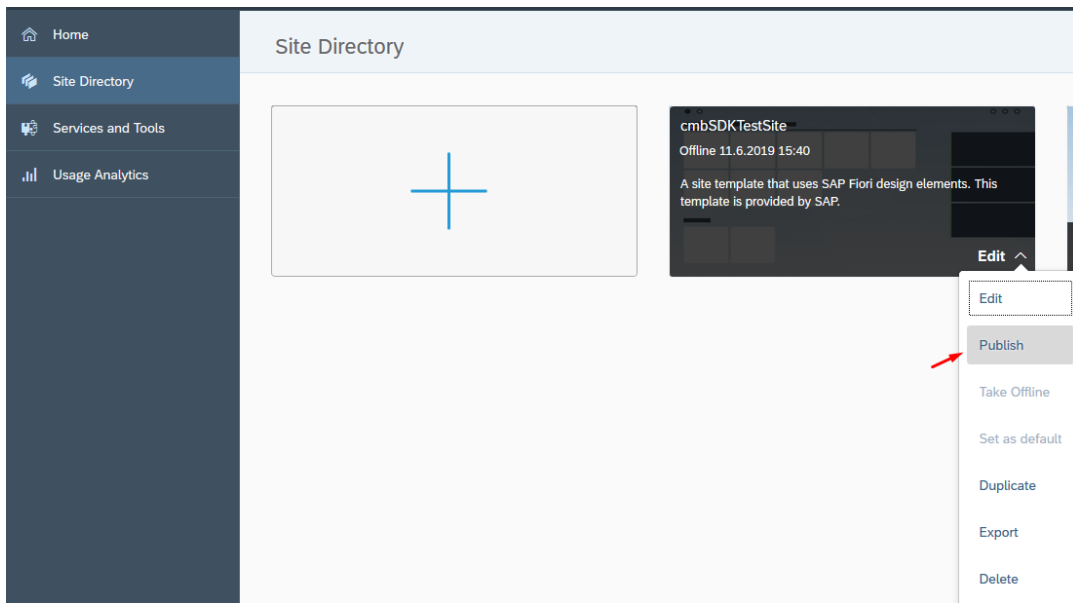 Home
Site Directory
Services and Tools
Usage Analytics
Site Directory
cmbSDKTestSite
Offline 11.6.2019 15:40
A site template that uses SAP Fiori design elements. This
template is provided by SAP.
Edit
Edit
Publish
Take Offline
Set as default
Duplicate
Export
Delete